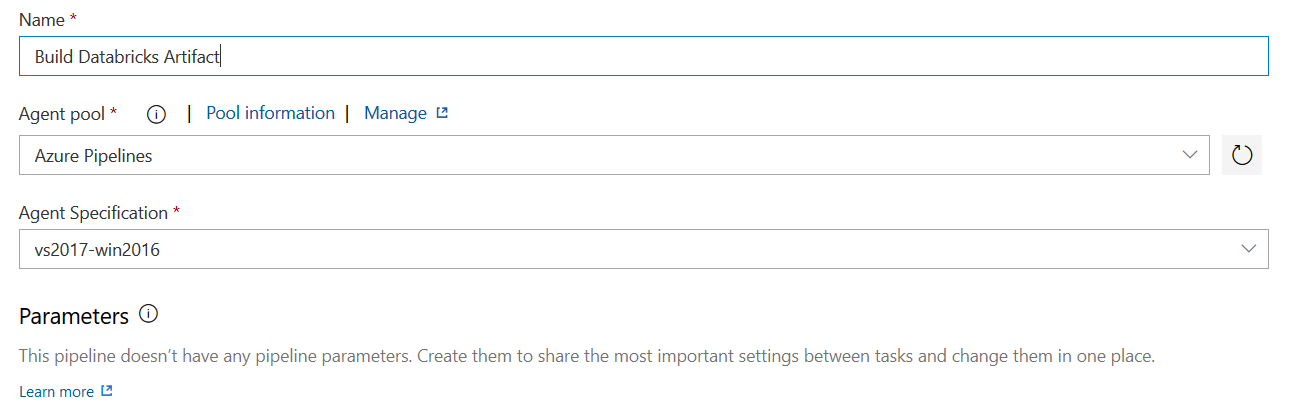 Name *
Build Databricks Artifact
Agent pool * | Pool information | Manage
Azure Pipelines
Agent Specification *
vs2017-win2016
Parameters
This pipeline doesn’t have any pipeline parameters. Create them to share the most important settings between tasks and change them in one place.
Learn more